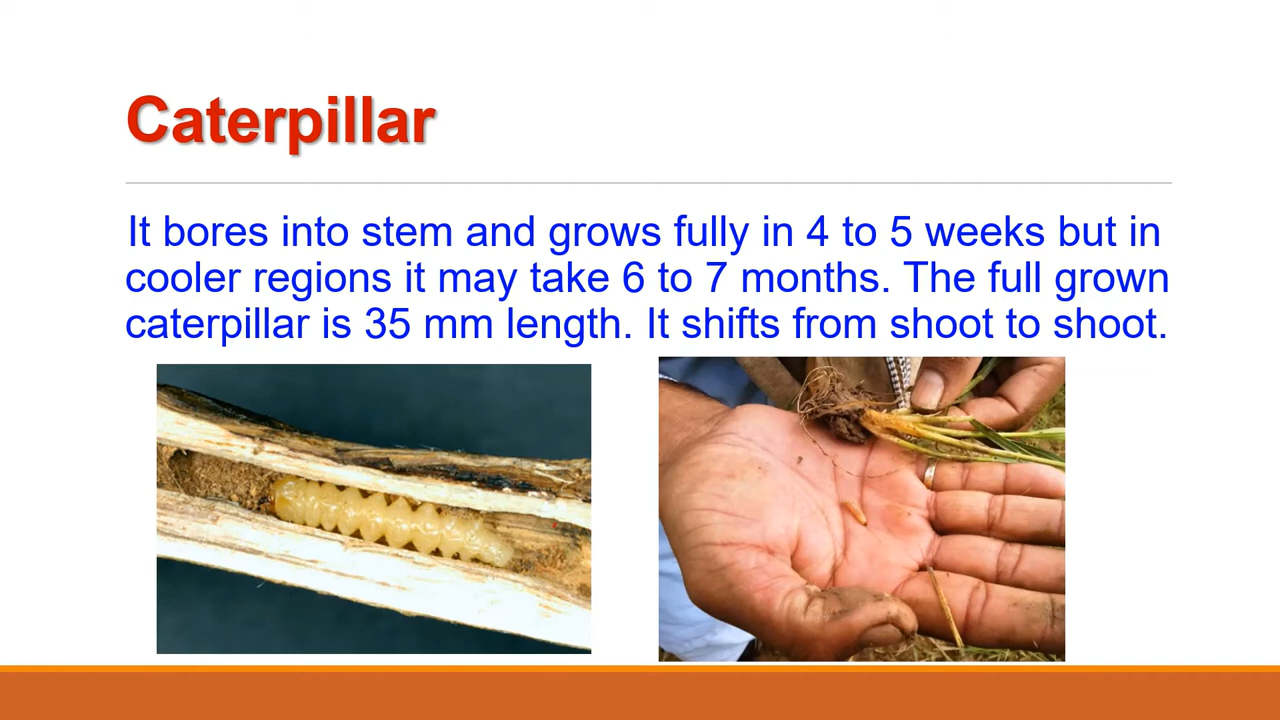 Caterpillar
It bores into stem and grows fully in 4 to 5 weeks but in
cooler regions it may take 6 to 7 months. The full grown
caterpillar is 35 mm length. It shifts from shoot to shoot.